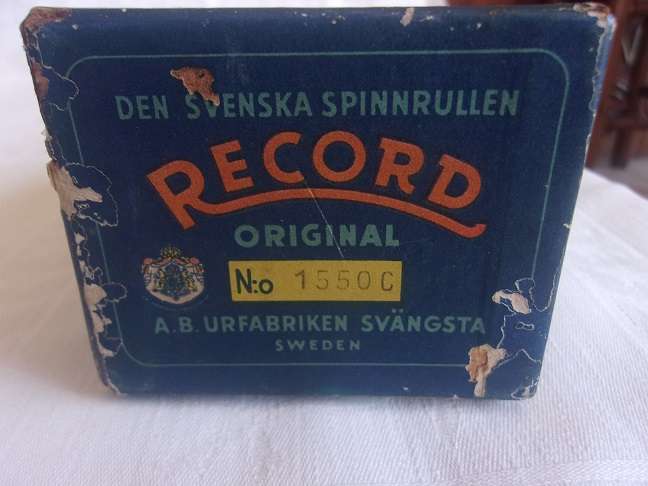 DEN SVENSKA SPINNRULLEN
RECORD
ORIGINAL
N:o 1550C
A.B. URFABRIKEN SVÄNGSTA
SWEDEN